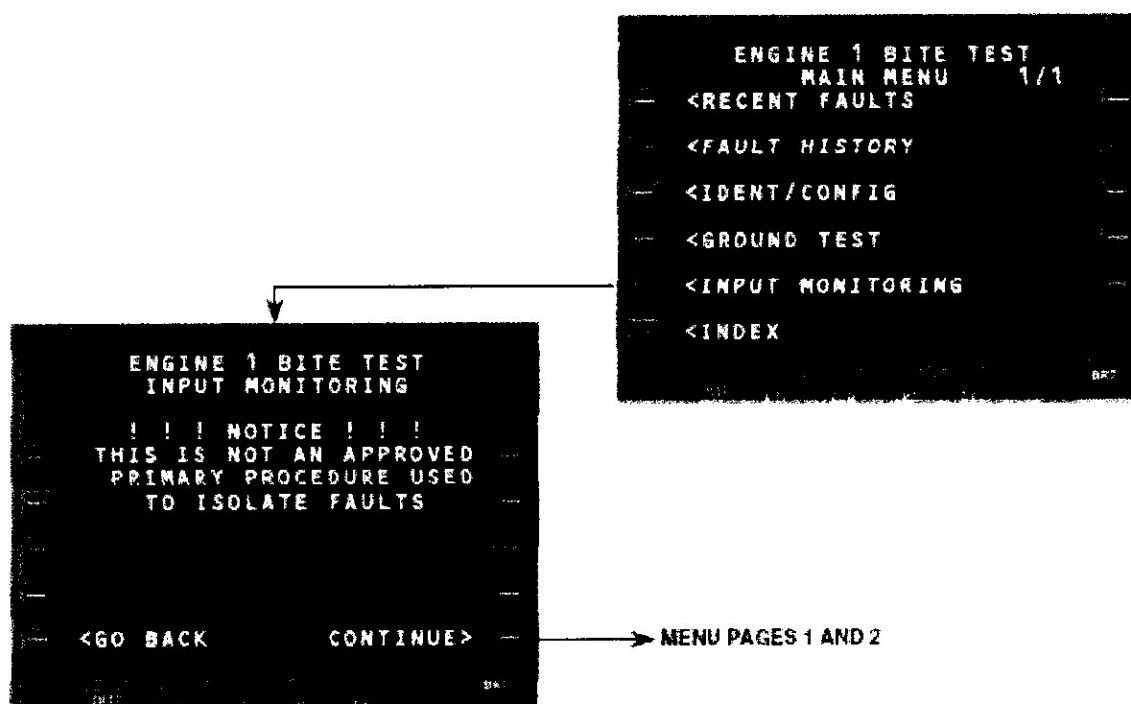 ENGINE 1 BITE TEST
MAIN MENU 1/1
<RECENT FAULTS
<FAULT HISTORY
<IDENT/CONFIG
<GROUND TEST
<INPUT MONITORING
<INDEX
ENGINE 1 BITE TEST
INPUT MONITORING
! ! ! NOTICE ! ! !
THIS IS NOT AN APPROVED
PRIMARY PROCEDURE USED
TO ISOLATE FAULTS
<GO BACK CONTINUE>
MENU PAGES 1 AND 2